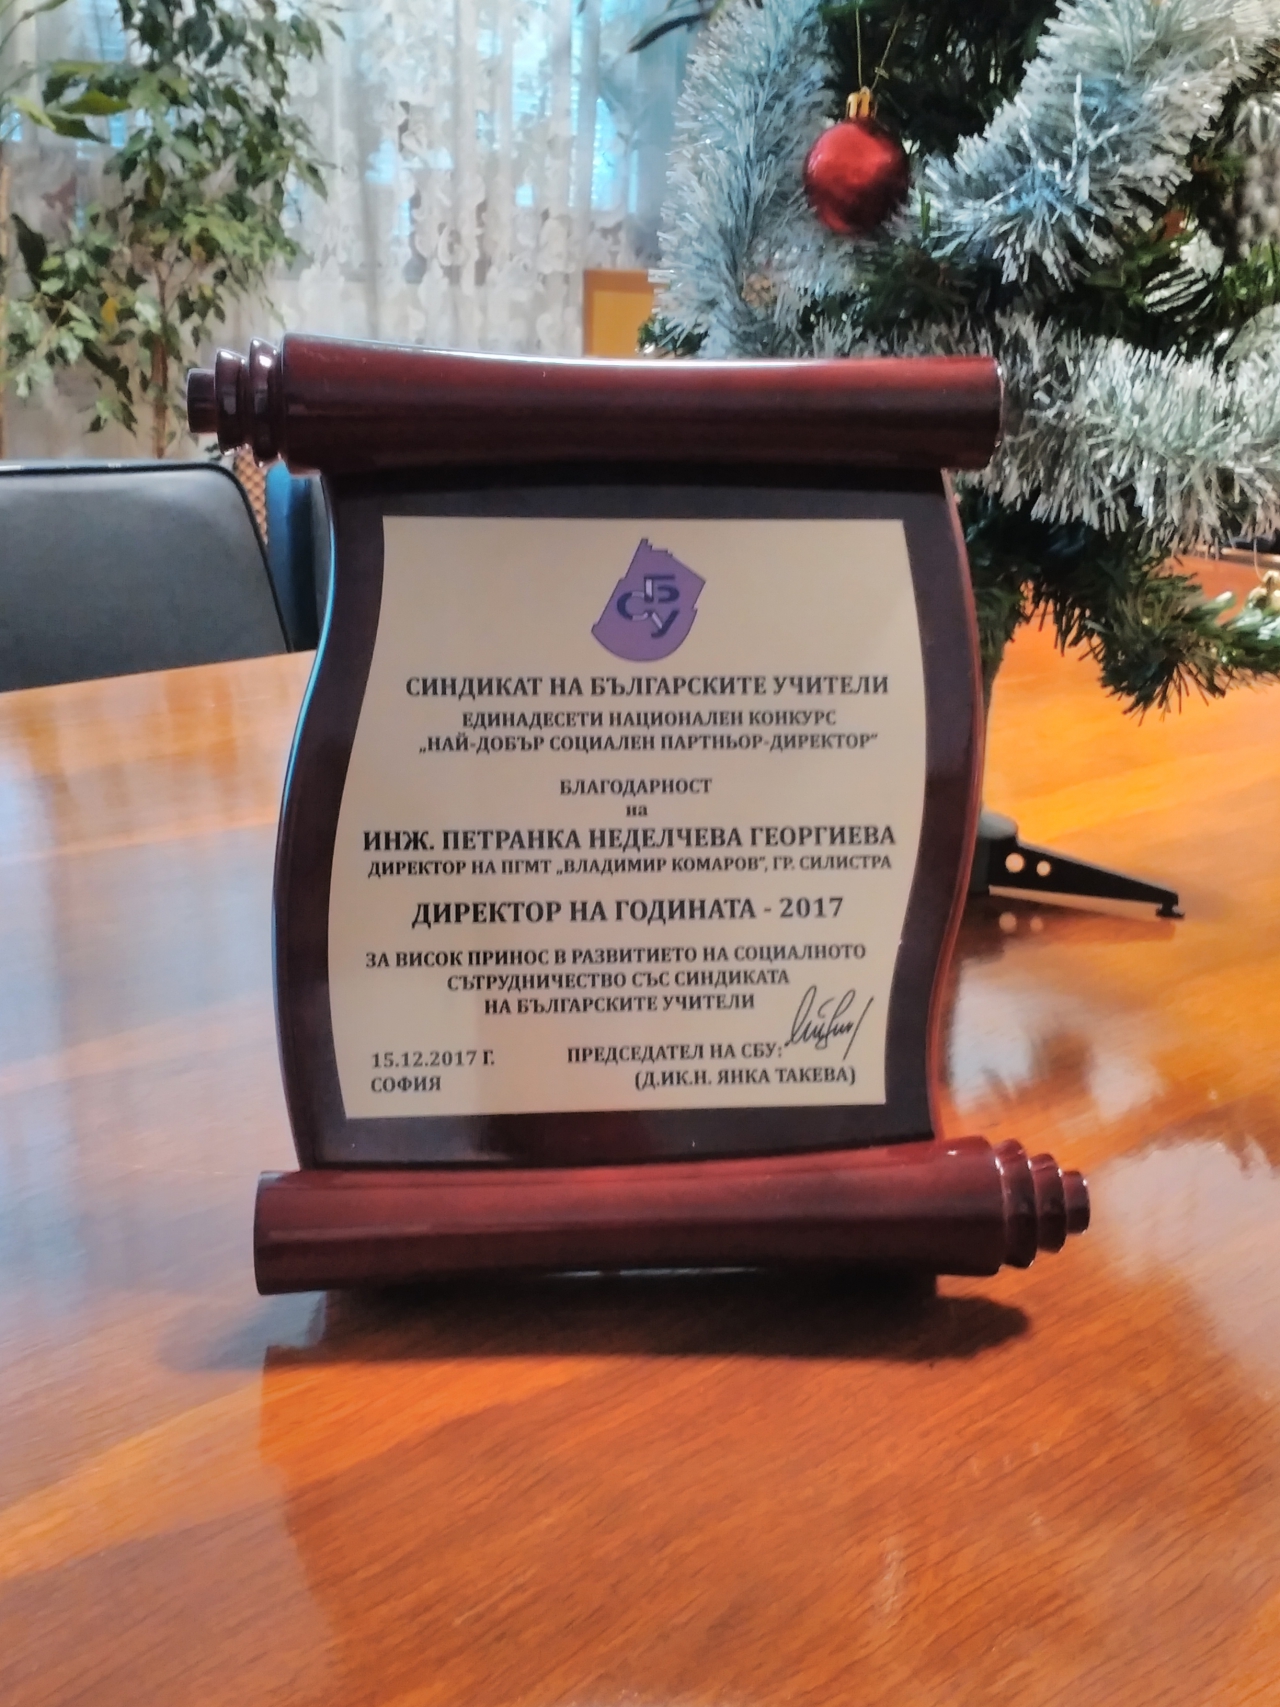 СБУ
СИНДИКАТ НА БЪЛГАРСКИТЕ УЧИТЕЛИ
ЕДИНАДЕСЕТИ НАЦИОНАЛЕН КОНКУРС
„НАЙ-ДОБЪР СОЦИАЛЕН ПАРТНЬОР-ДИРЕКТОР"
БЛАГОДАРНОСТ
на
ИНЖ. ПЕТРАНКА НЕДЕЛЧЕВА ГЕОРГИЕВА
ДИРЕКТОР НА ПГМТ „ВЛАДИМИР КОМАРОВ", ГР. СИЛИСТРА
ДИРЕКТОР НА ГОДИНАТА - 2017
ЗА ВИСОК ПРИНОС В РАЗВИТИЕТО НА СОЦИАЛНОТО
СЪТРУДНИЧЕСТВО СЪС СИНДИКАТА
НА БЪЛГАРСКИТЕ УЧИТЕЛИ
15.12.2017 Г. ПРЕДСЕДАТЕЛ НА СБУ:
СОФИЯ (Д.ИК.Н. ЯНКА ТАКЕВА)